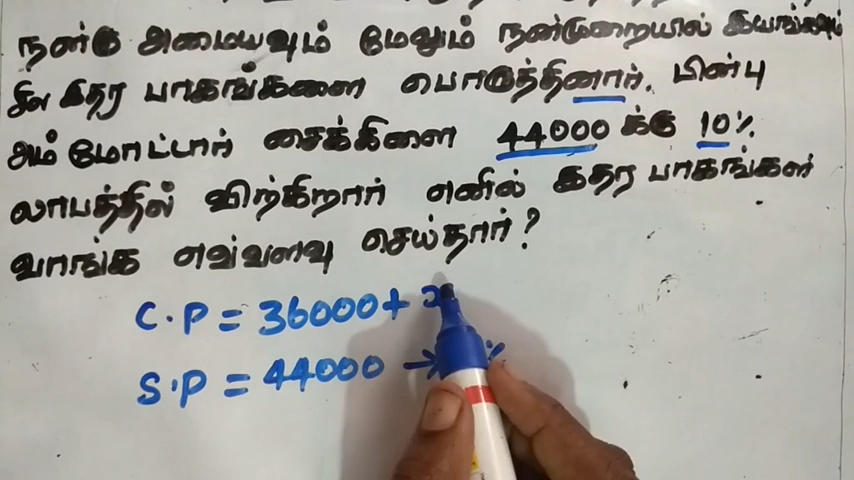 நன்கு அமையவும் மேலும் நன்முறையில் இயங்கவும்
சில இதர பாகங்களை பொருத்தினார். பின்பு
அம் மோட்டார் சைக்கிளை 44000 க்கு 10%
லாபத்தில் விற்கிறார் எனில் இதர பாகங்கள்
வாங்க எவ்வளவு செய்தார்?
C.P = 36000 + x
S.P = 44000 → %